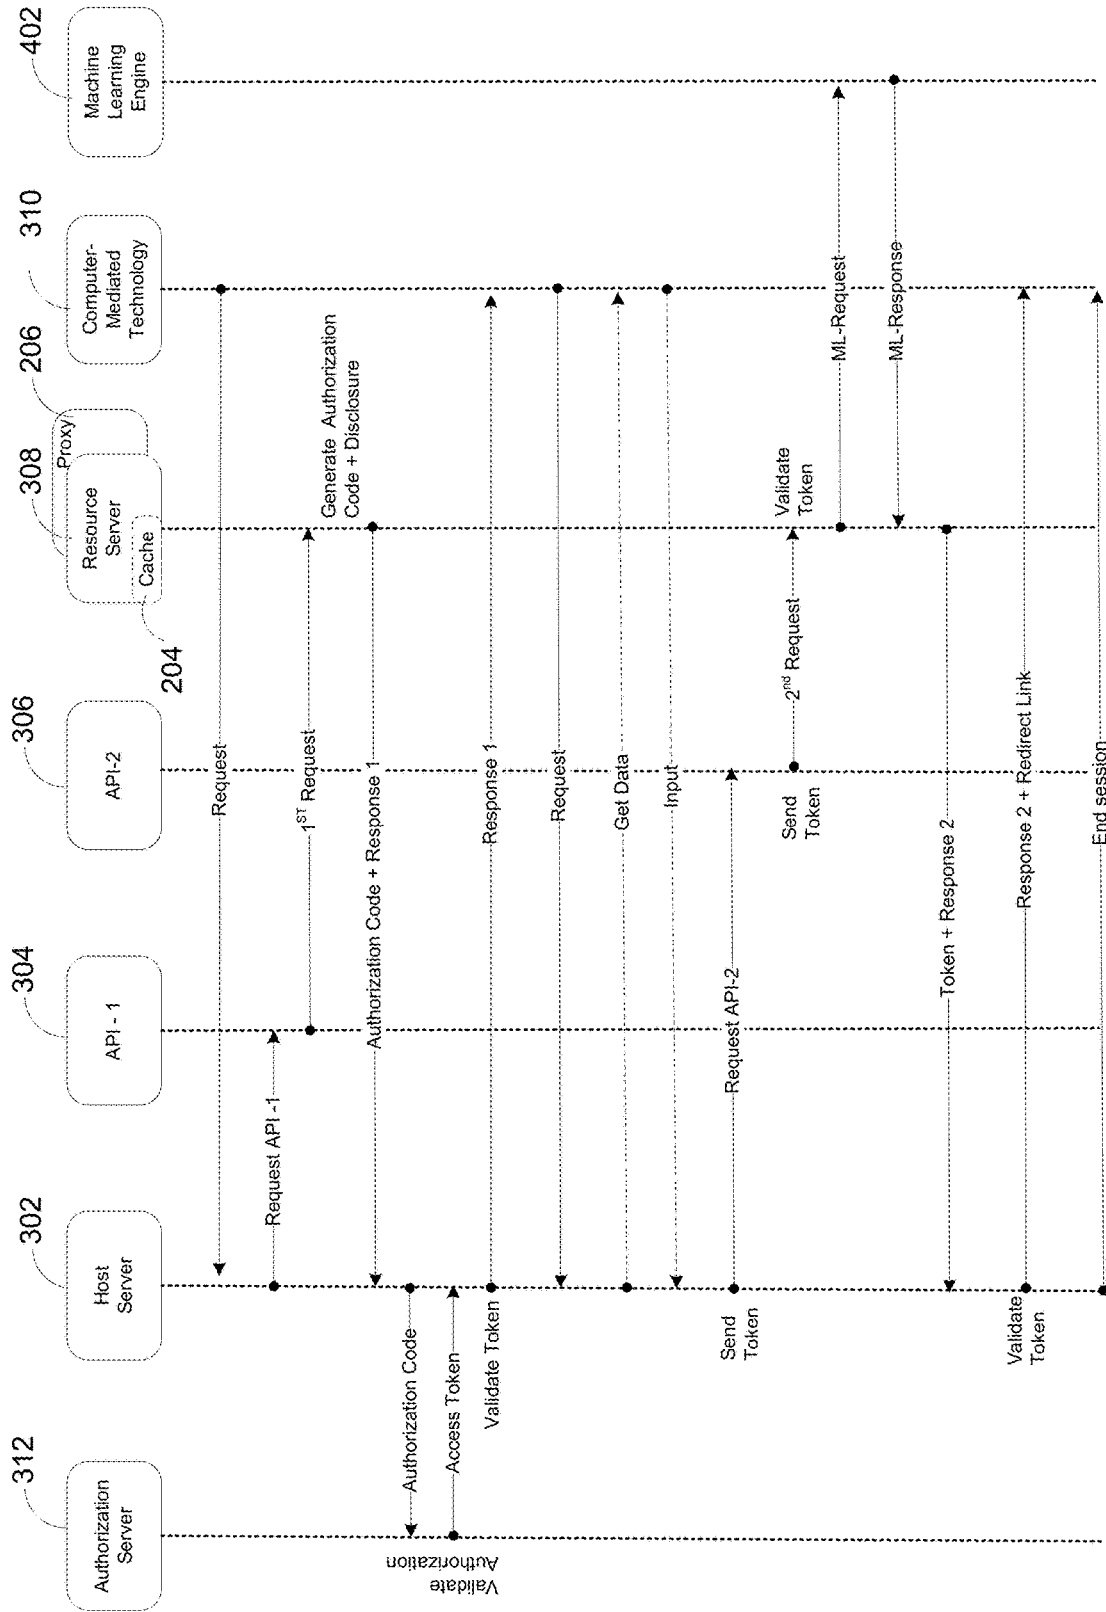 312
302
304
306
308
206
310
402
Authorization
Server
Host
Server
API - 1
API-2
Resource
Server
Cache
204
Proxy
Computer-
Mediated
Technology
Machine
Learning
Engine
Request
Request API -1
1ST Request
Generate Authorization
Code + Disclosure
Authorization Code + Response 1
Authorization Code
Validate
Authorization
Access Token
Validate Token
Response 1
Request
Get Data
Input
Send
Token
Request API-2
Send
Token
2nd Request
Validate
Token
ML-Request
ML-Response
Token + Response 2
Validate
Token
Response 2 + Redirect Link
End session